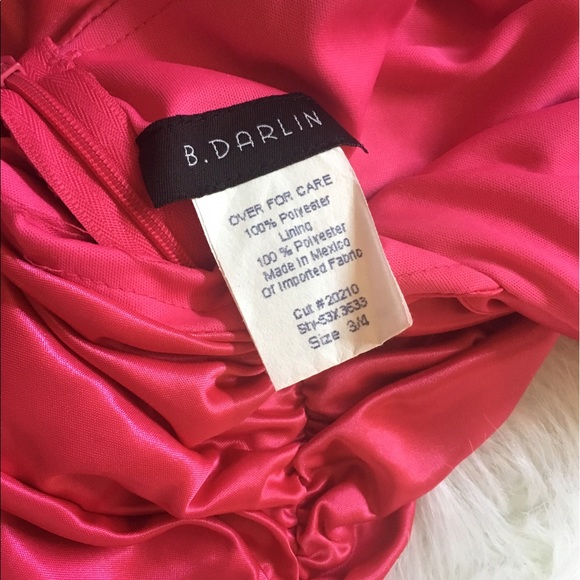 B.DARLIN
OVER FOR CARE
100% Polyester
Lining
100 % Polyester
Made in Mexico
Of Imported Fabric
Cut #20210
Sty-53X3533
Size 3/4